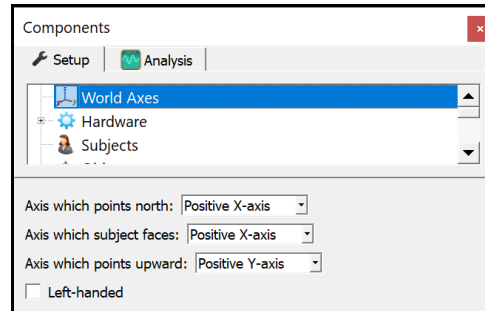 Components
Setup Analysis
World Axes
Hardware
Subjects
Axis which points north: Positive X-axis
Axis which subject faces: Positive X-axis
Axis which points upward: Positive Y-axis
Left-handed